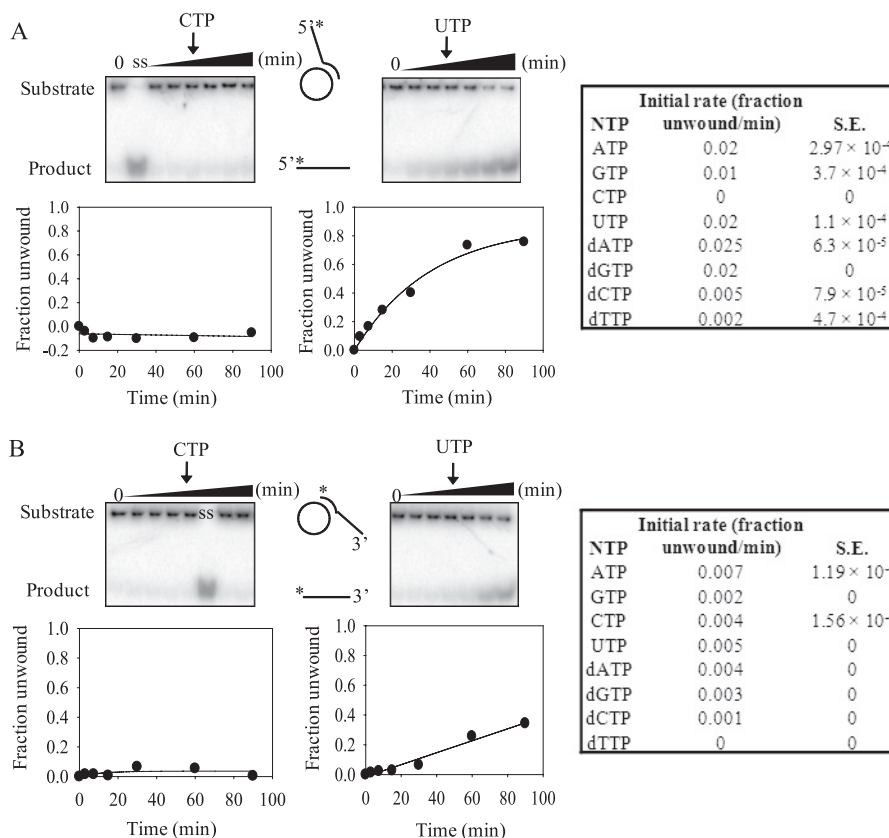 A
CTP
0 ss (min)
Substrate
Product
5'*
5'*
UTP
0 (min)
Fraction unwound
1.0
0.8
0.6
0.4
0.2
-0.0
-0.2
0 20 40 60 80 100
Time (min)
Fraction unwound
1.0
0.8
0.6
0.4
0.2
0.0
0 20 40 60 80 100
Time (min)
Initial rate (fraction
NTP unwound/min) S.E.
ATP 0.02 2.97 × 10⁻⁴
GTP 0.01 3.7 × 10⁻⁴
CTP 0 0
UTP 0.02 1.1 × 10⁻⁴
dATP 0.025 6.3 × 10⁻⁵
dGTP 0.02 0
dCTP 0.005 7.9 × 10⁻⁵
dTTP 0.002 4.7 × 10⁻⁴
B
CTP
0 (min)
Substrate
ss
Product
*
3'
* 3'
UTP
0 (min)
Fraction unwound
1.0
0.8
0.6
0.4
0.2
0.0
0 20 40 60 80 100
Time (min)
Fraction unwound
1.0
0.8
0.6
0.4
0.2
0.0
0 20 40 60 80 100
Time (min)
Initial rate (fraction
NTP unwound/min) S.E.
ATP 0.007 1.19 × 10⁻
GTP 0.002 0
CTP 0.004 1.56 × 10⁻
UTP 0.005 0
dATP 0.004 0
dGTP 0.003 0
dCTP 0.001 0
dTTP 0 0